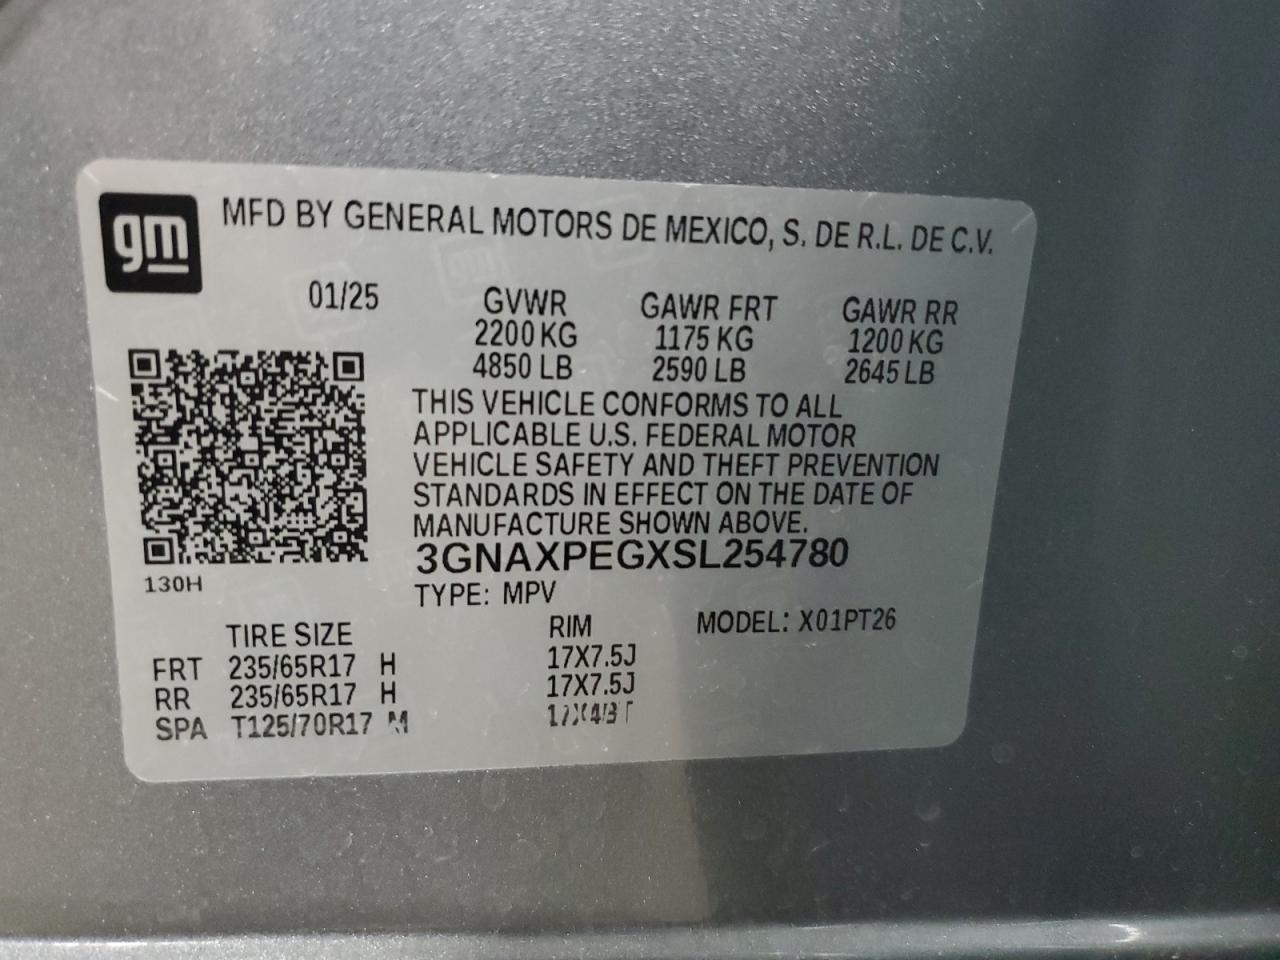 gm
MFD BY GENERAL MOTORS DE MEXICO, S. DE R.L. DE C.V.
01/25 GVWR GAWR FRT GAWR RR
2200 KG 1175 KG 1200 KG
4850 LB 2590 LB 2645 LB
THIS VEHICLE CONFORMS TO ALL
APPLICABLE U.S. FEDERAL MOTOR
VEHICLE SAFETY AND THEFT PREVENTION
STANDARDS IN EFFECT ON THE DATE OF
MANUFACTURE SHOWN ABOVE.
3GNAXPEGXSL254780
130H
TYPE: MPV
TIRE SIZE RIM MODEL: X01PT26
FRT 235/65R17 H 17X7.5J
RR 235/65R17 H 17X7.5J
SPA T125/70R17 M